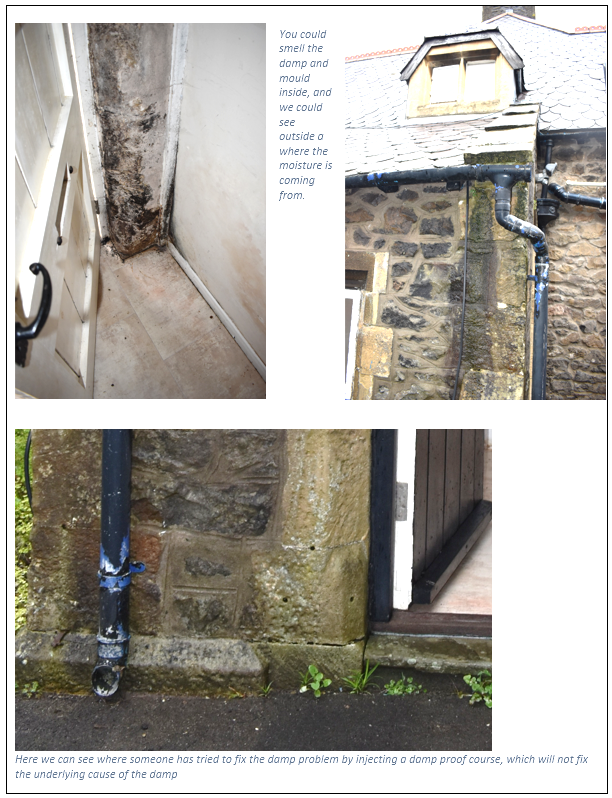 You could
smell the
damp and
mould
inside, and
we could
see
outside a
where the
moisture is
coming
from.
Here we can see where someone has tried to fix the damp problem by injecting a damp proof course, which will not fix
the underlying cause of the damp